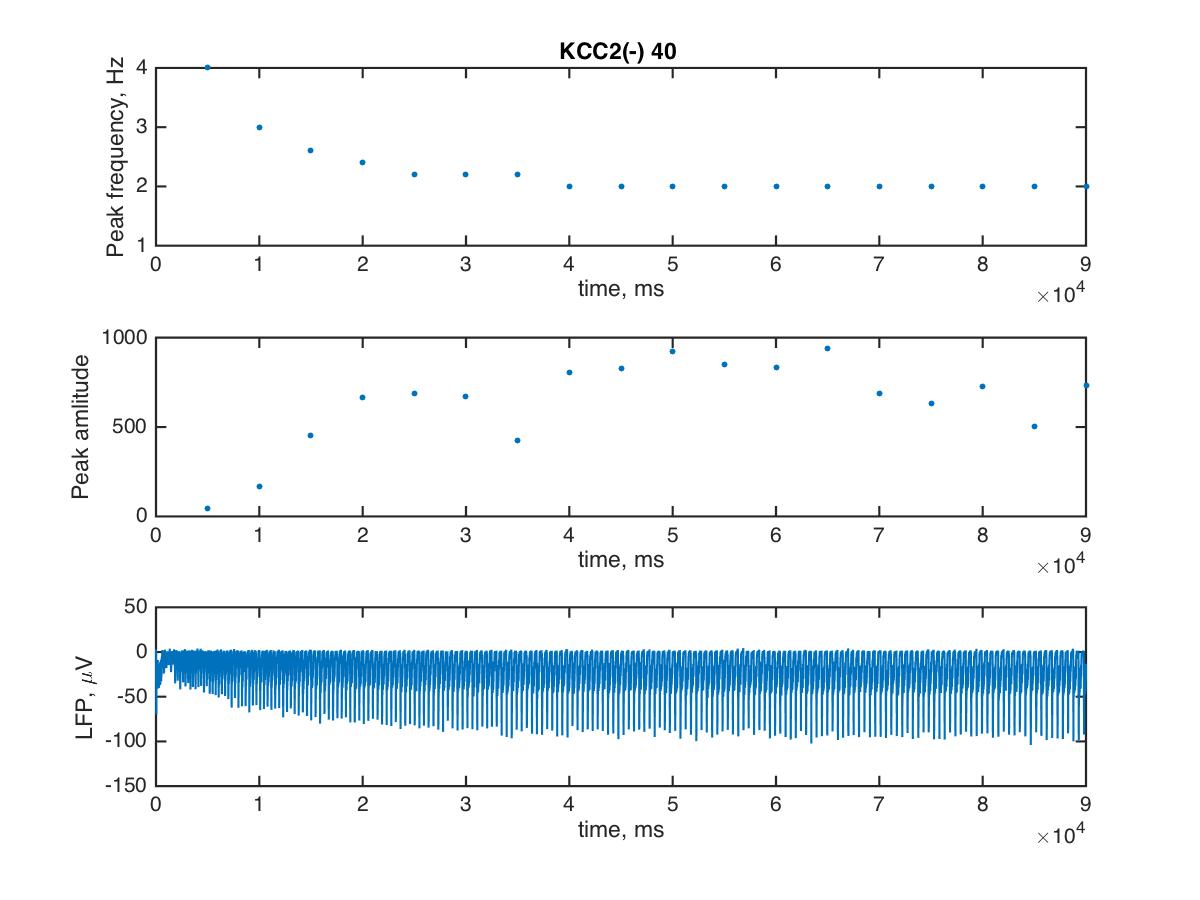 KCC2(-) 40
Peak frequency, Hz
4
3
2
1
0 1 2 3 4 5 6 7 8 9
time, ms
×10^4
Peak amlitude
1000
500
0
0 1 2 3 4 5 6 7 8 9
time, ms
×10^4
LFP, μV
50
0
-50
-100
-150
0 1 2 3 4 5 6 7 8 9
time, ms
×10^4